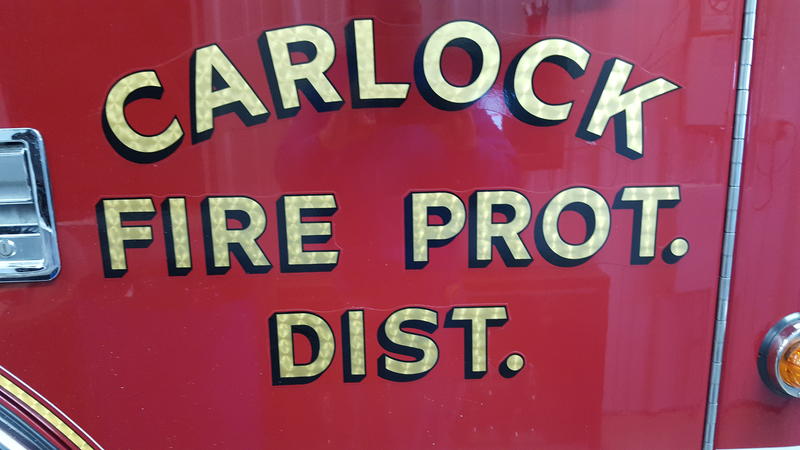 CARLOCK
FIRE PROT.
DIST.